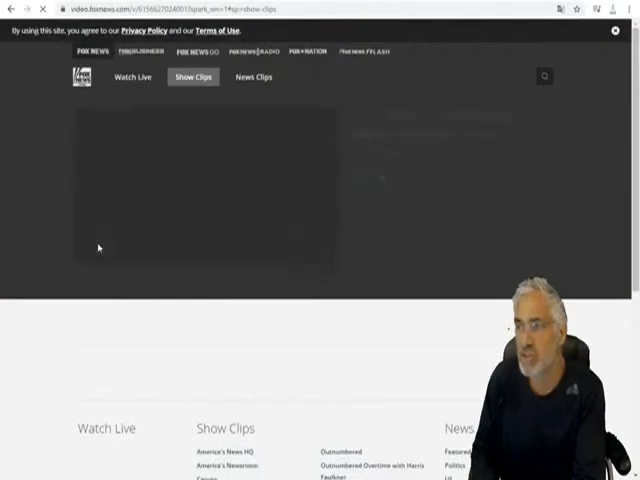 video.foxnews.com/v/6156627024001?spark_wn=1#sp=show-clips
By using this site, you agree to our Privacy Policy and our Terms of Use.
FOX NEWS FOX BUSINESS FOX NEWS GO FOX NEWS RADIO FOX NATION FOX NEWS FLASH
Watch Live Show Clips News Clips
Watch Live Show Clips News
America's News HQ Outnumbered Featured
America's Newsroom Outnumbered Overtime with Harris Faulkner Politics
Cavuto US